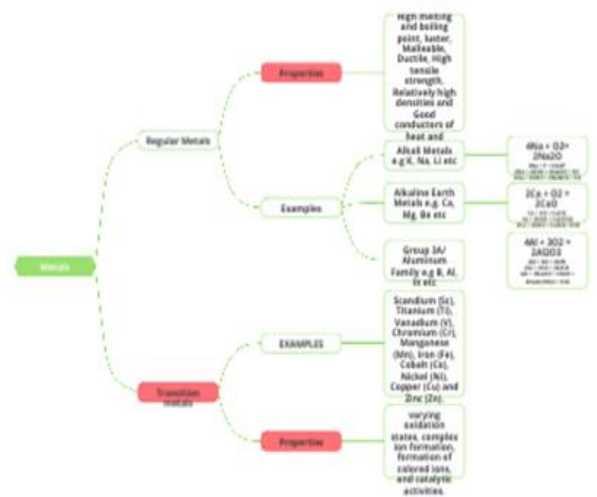 High melting
and boiling
point, luster,
Malleable,
Ductile, High
tensile
strength,
Relatively high
densities and
Good
conductors of
heat and
Properties
Regular Metals
Alkali Metals
e.g K, Na, Li etc
4Na + O2=
2Na2O
Examples
Alkaline Earth
Metals e.g. Ca,
Mg, Be etc
2Ca + O2 =
2CaO
Group 3A/
Aluminum
Family e.g B, Al,
In etc
4Al + 3O2 =
2Al2O3
Metals
Scandium (Sc),
Titanium (Ti),
Vanadium (V),
Chromium (Cr),
Manganese
(Mn), Iron (Fe),
Cobalt (Co),
Nickel (Ni),
Copper (Cu) and
Zinc (Zn).
EXAMPLES
Transition
metals
Properties
varying
oxidation
states, complex
ion formation,
formation of
colored ions,
and catalytic
activities.